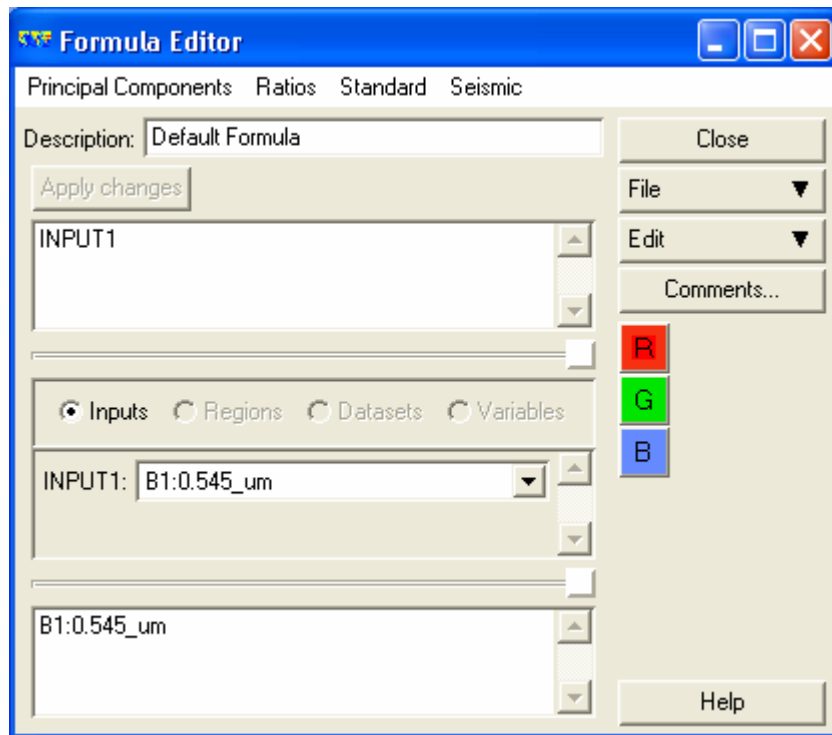 Formula Editor
Principal Components Ratios Standard Seismic
Description: Default Formula
Close
Apply changes
File
INPUT1
Edit
Comments...
R
G
B
Inputs Regions Datasets Variables
INPUT1: B1:0.545_um
B1:0.545_um
Help